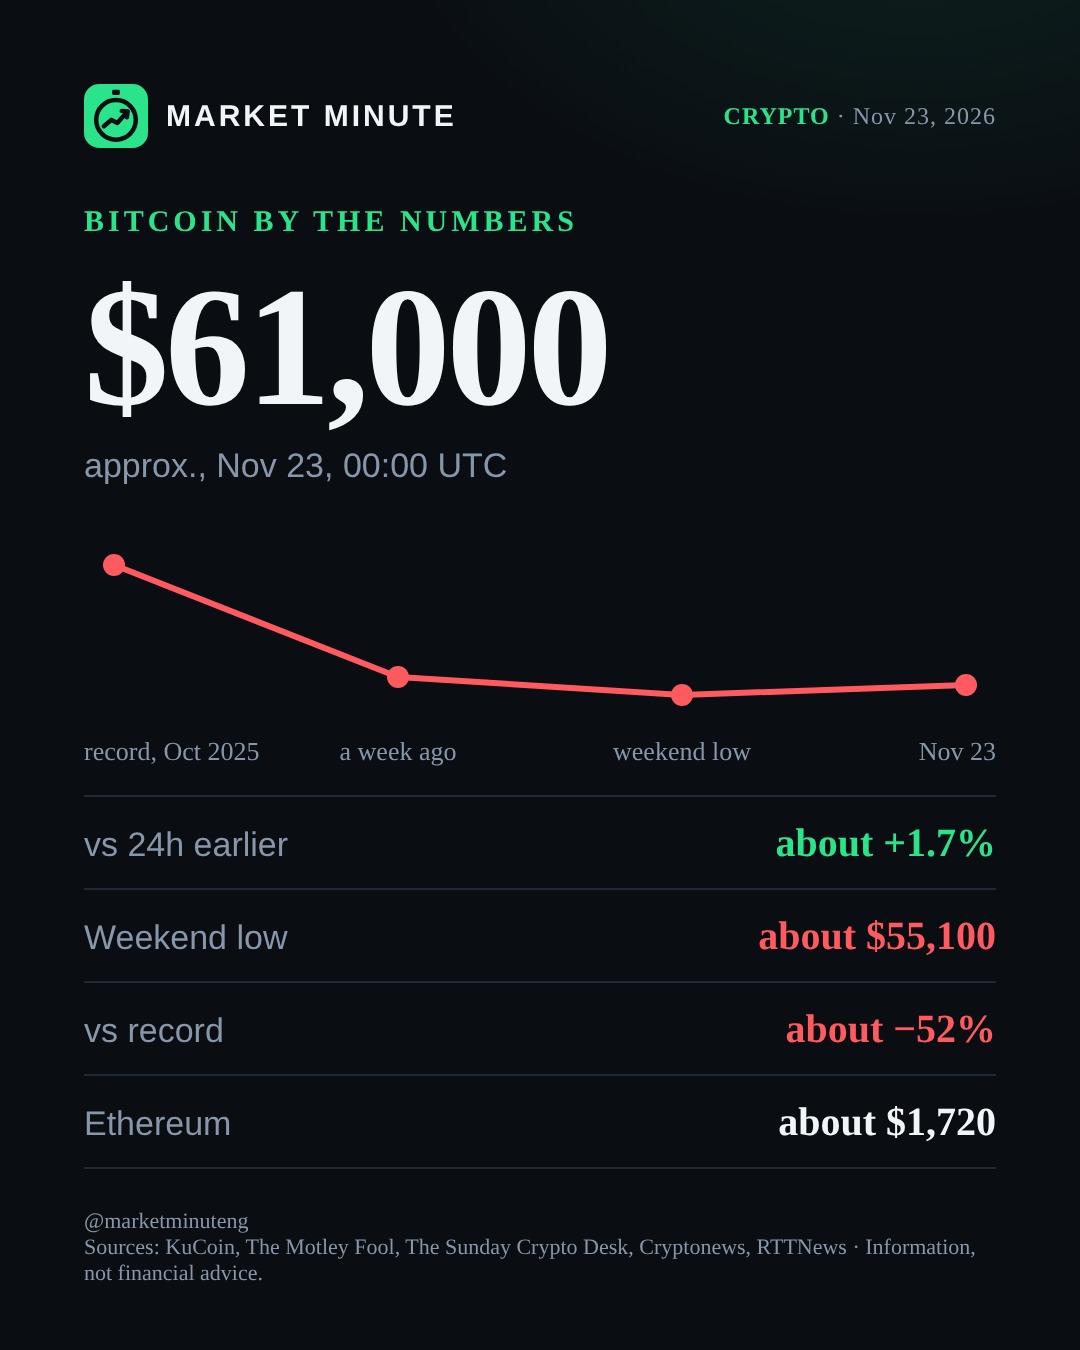 MARKET MINUTE
CRYPTO · Nov 23, 2026
BITCOIN BY THE NUMBERS
$61,000
approx., Nov 23, 00:00 UTC
record, Oct 2025
a week ago
weekend low
Nov 23
vs 24h earlier
about +1.7%
Weekend low
about $55,100
vs record
about −52%
Ethereum
about $1,720
@marketminuteng
Sources: KuCoin, The Motley Fool, The Sunday Crypto Desk, Cryptonews, RTTNews · Information,
not financial advice.